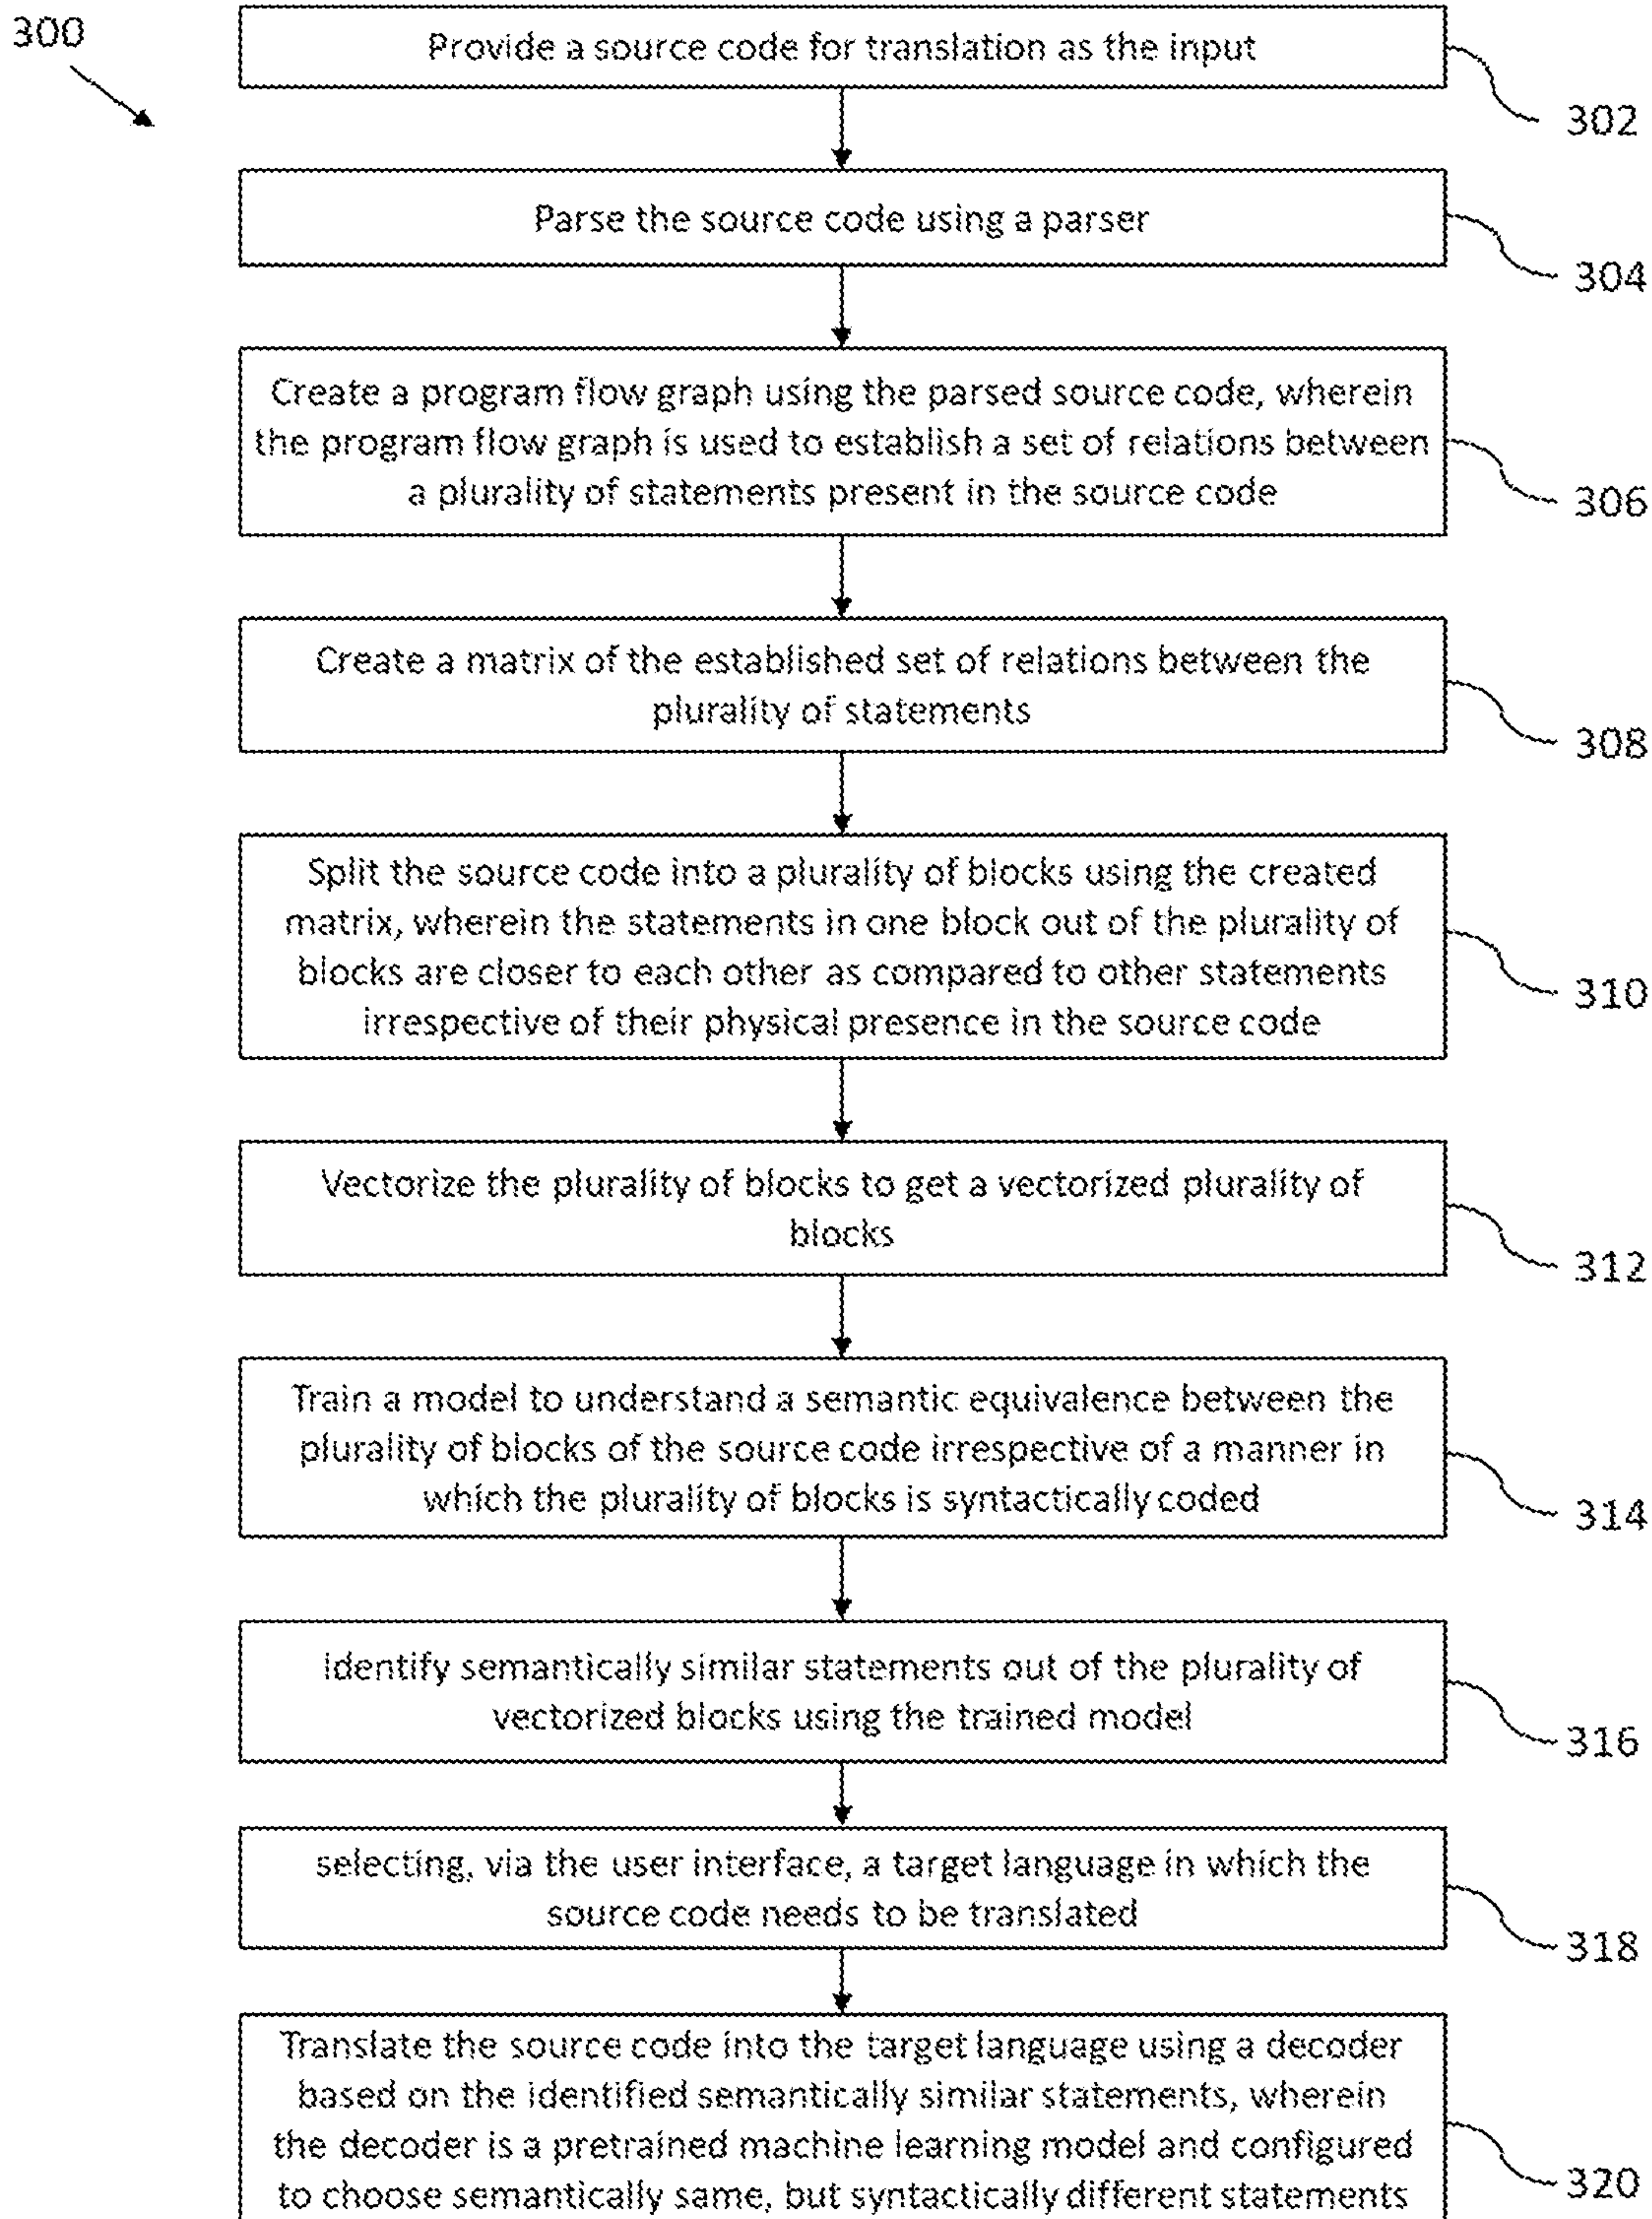 300
Provide a source code for translation as the input
302
Parse the source code using a parser
304
Create a program flow graph using the parsed source code, wherein
the program flow graph is used to establish a set of relations between
a plurality of statements present in the source code
306
Create a matrix of the established set of relations between the
plurality of statements
308
Split the source code into a plurality of blocks using the created
matrix, wherein the statements in one block out of the plurality of
blocks are closer to each other as compared to other statements
irrespective of their physical presence in the source code
310
Vectorize the plurality of blocks to get a vectorized plurality of
blocks
312
Train a model to understand a semantic equivalence between the
plurality of blocks of the source code irrespective of a manner in
which the plurality of blocks is syntactically coded
314
Identify semantically similar statements out of the plurality of
vectorized blocks using the trained model
316
selecting, via the user interface, a target language in which the
source code needs to be translated
318
Translate the source code into the target language using a decoder
based on the identified semantically similar statements, wherein
the decoder is a pretrained machine learning model and configured
to choose semantically same, but syntactically different statements
320